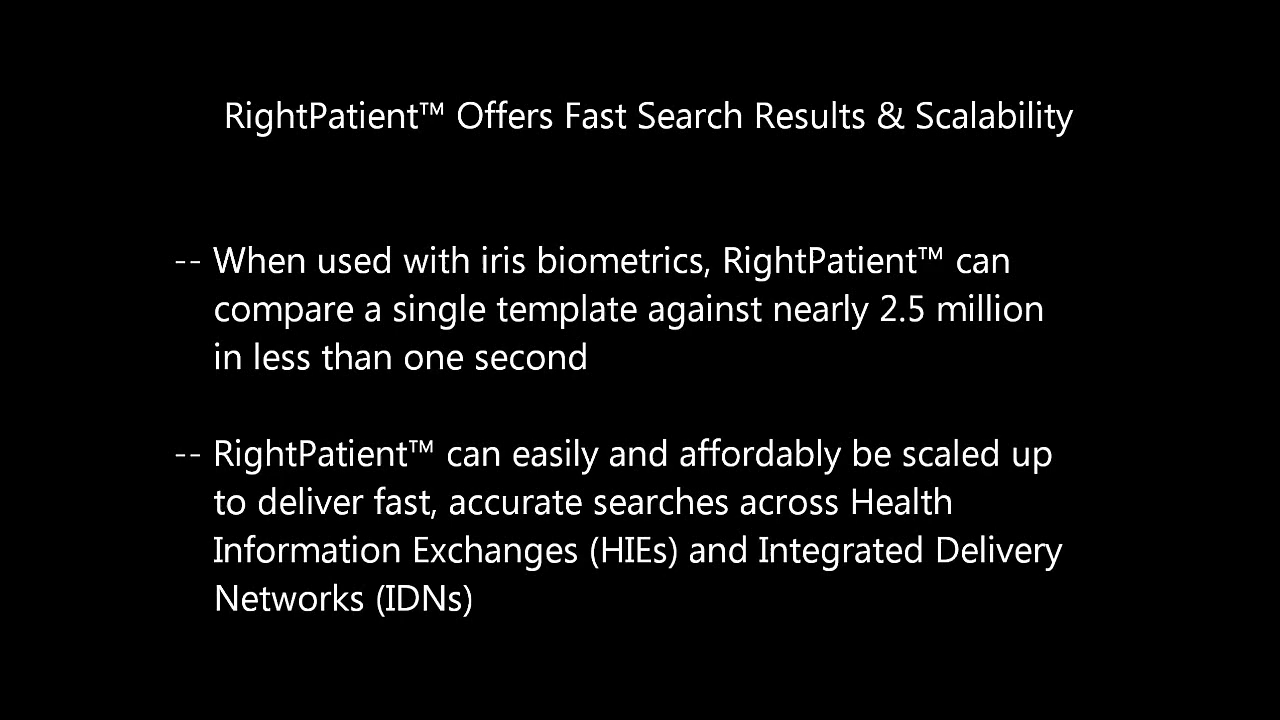 RightPatient™ Offers Fast Search Results & Scalability
-- When used with iris biometrics, RightPatient™ can
compare a single template against nearly 2.5 million
in less than one second
-- RightPatient™ can easily and affordably be scaled up
to deliver fast, accurate searches across Health
Information Exchanges (HIEs) and Integrated Delivery
Networks (IDNs)